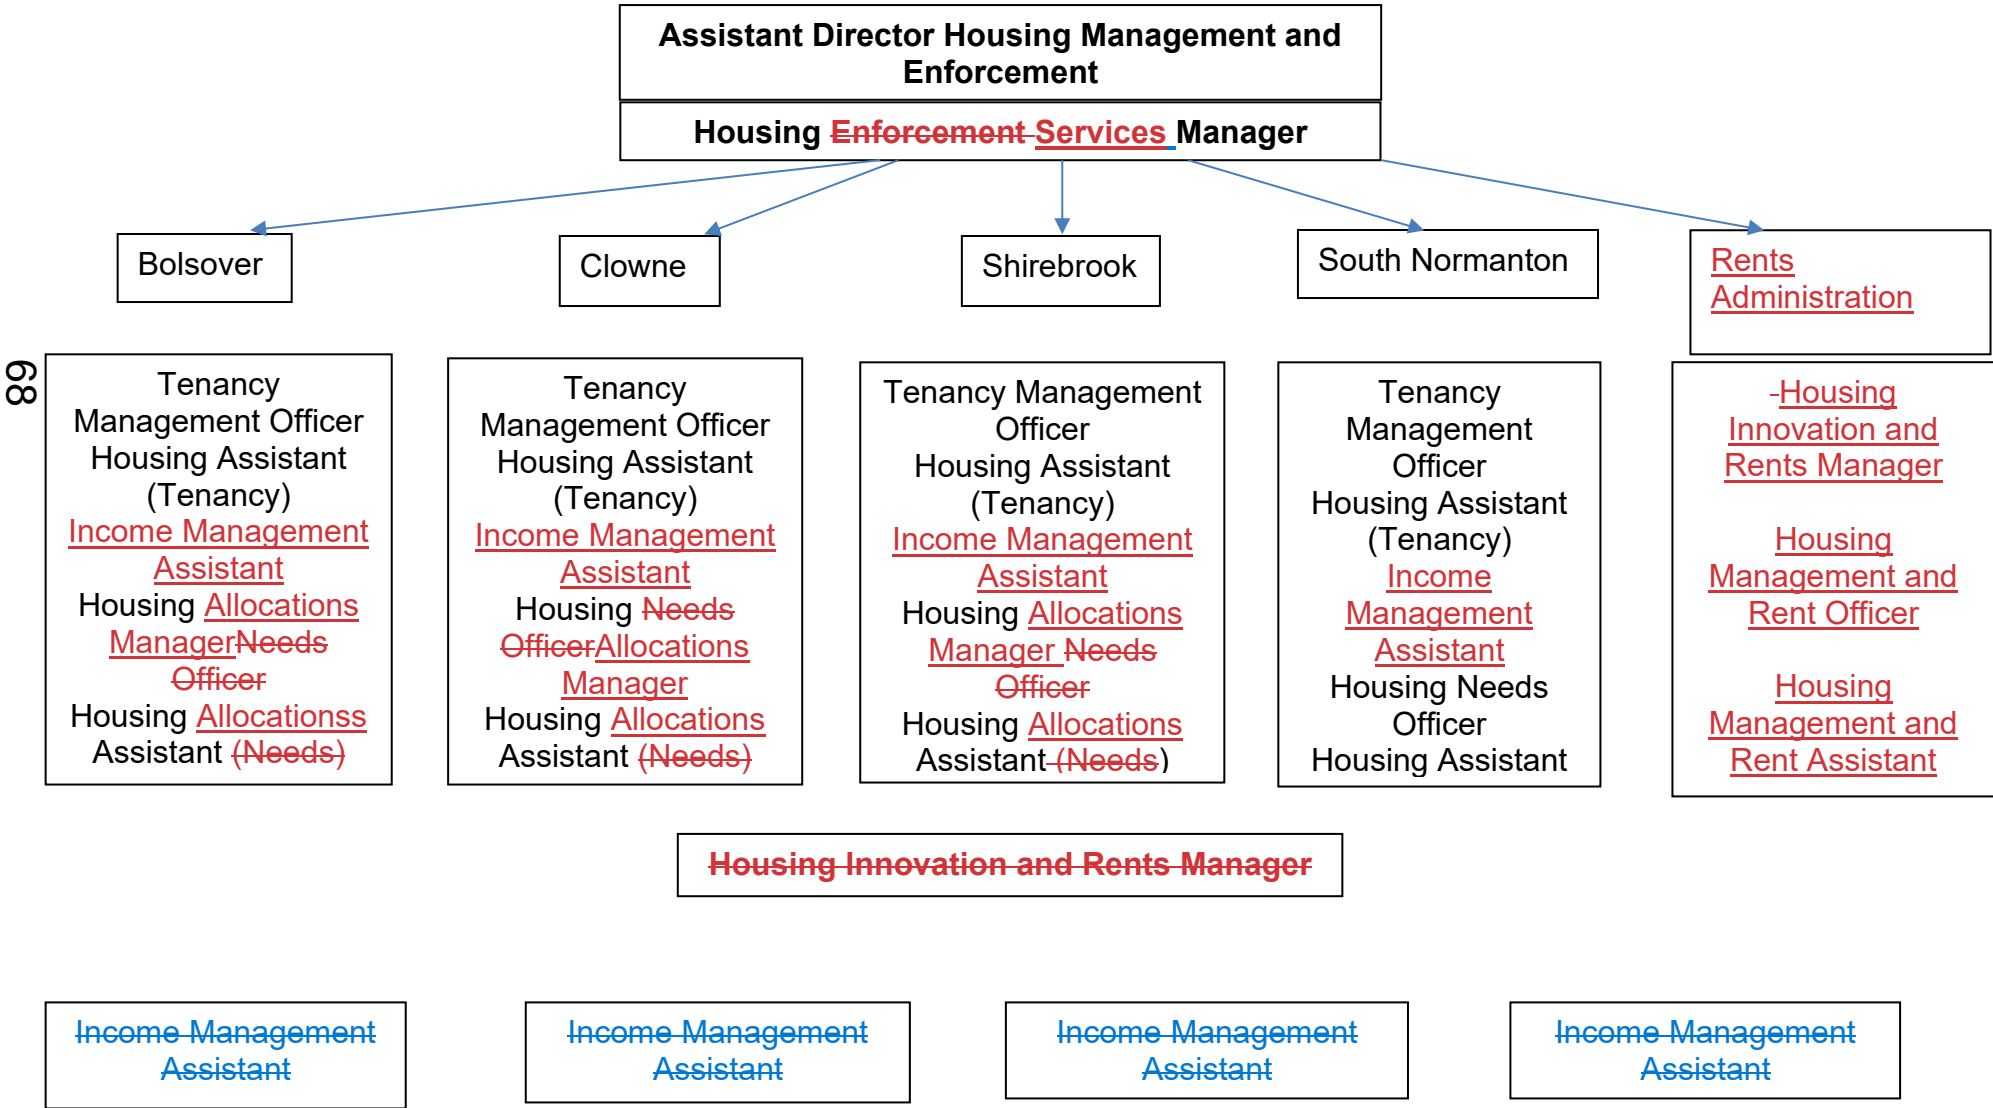 Assistant Director Housing Management and
Enforcement
Housing Enforcement Services Manager
Bolsover
Clowne
Shirebrook
South Normanton
Rents
Administration
89
Tenancy
Management Officer
Housing Assistant
(Tenancy)
Income Management
Assistant
Housing Allocations
ManagerNeeds
Officer
Housing Allocationss
Assistant (Needs)
Tenancy
Management Officer
Housing Assistant
(Tenancy)
Income Management
Assistant
Housing Needs
OfficerAllocations
Manager
Housing Allocations
Assistant (Needs)
Tenancy Management
Officer
Housing Assistant
(Tenancy)
Income Management
Assistant
Housing Allocations
Manager Needs
Officer
Housing Allocations
Assistant (Needs)
Tenancy
Management
Officer
Housing Assistant
(Tenancy)
Income
Management
Assistant
Housing Needs
Officer
Housing Assistant
-Housing
Innovation and
Rents Manager
Housing
Management and
Rent Officer
Housing
Management and
Rent Assistant
Housing Innovation and Rents Manager
Income Management
Assistant
Income Management
Assistant
Income Management
Assistant
Income Management
Assistant